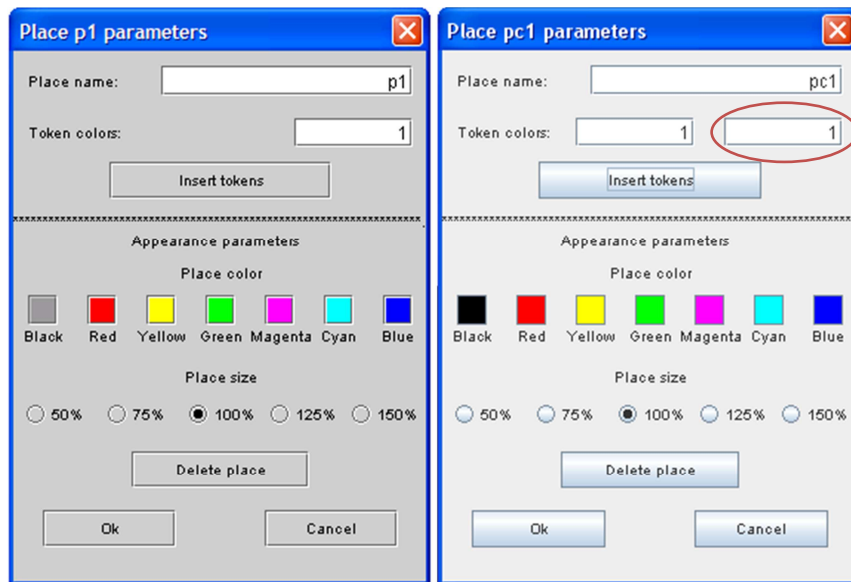 Place p1 parameters
Place name: p1
Token colors: 1
Insert tokens
Appearance parameters
Place color
Black Red Yellow Green Magenta Cyan Blue
Place size
50% 75% 100% 125% 150%
Delete place
Ok Cancel
Place pc1 parameters
Place name: pc1
Token colors: 1 1
Insert tokens
Appearance parameters
Place color
Black Red Yellow Green Magenta Cyan Blue
Place size
50% 75% 100% 125% 150%
Delete place
Ok Cancel